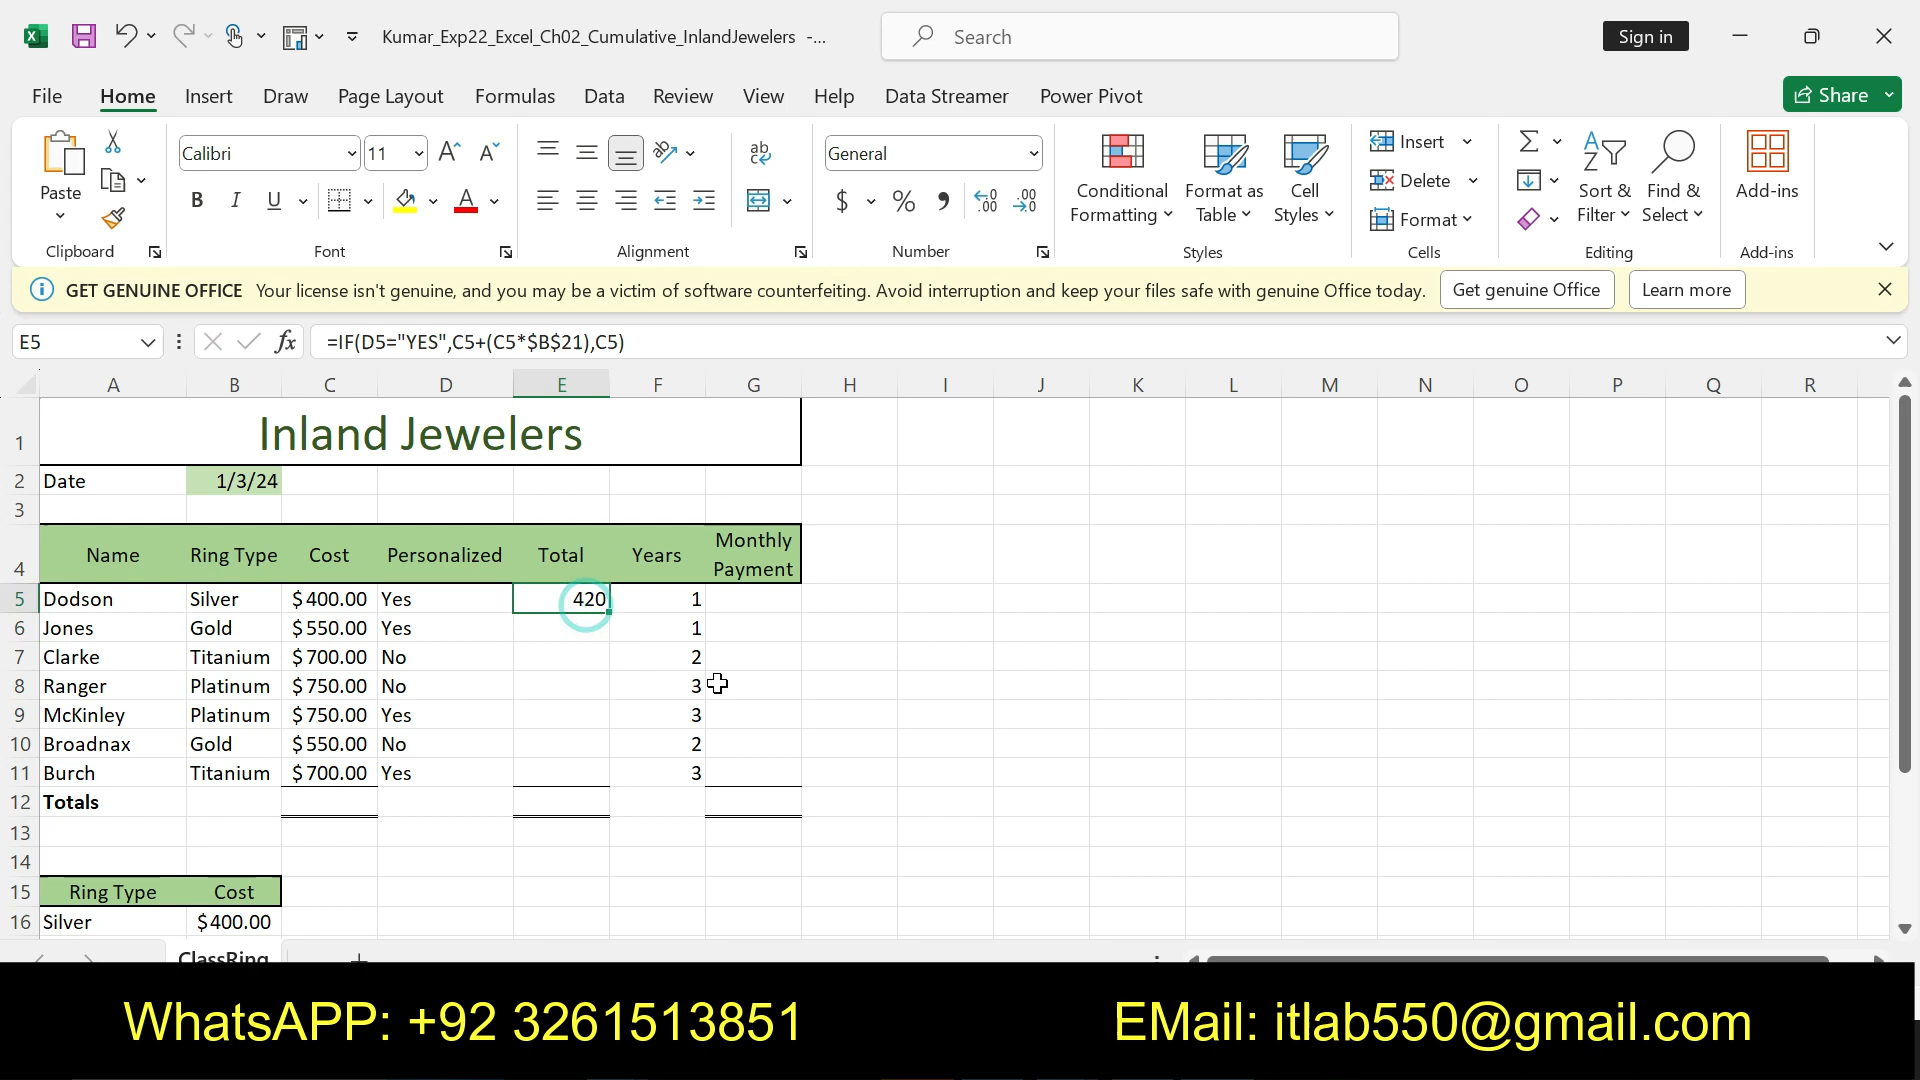 Kumar_Exp22_Excel_Ch02_Cumulative_InlandJewelers -...
Search
Sign in
File Home Insert Draw Page Layout Formulas Data Review View Help Data Streamer Power Pivot
Share
Paste
Clipboard
Calibri 11
B I U
Font
ab
Alignment
General
$ % , .00 .00
Number
Conditional Formatting
Format as Table
Cell Styles
Styles
Insert
Delete
Format
Cells
Sort & Filter
Find & Select
Editing
Add-ins
Add-ins
GET GENUINE OFFICE Your license isn't genuine, and you may be a victim of software counterfeiting. Avoid interruption and keep your files safe with genuine Office today. Get genuine Office Learn more
E5 fx =IF(D5="YES",C5+(C5*$B$21),C5)
A B C D E F G H I J K L M N O P Q R
1 Inland Jewelers
2 Date 1/3/24
3
4 Name Ring Type Cost Personalized Total Years Monthly Payment
5 Dodson Silver $400.00 Yes 420 1
6 Jones Gold $550.00 Yes 1
7 Clarke Titanium $700.00 No 2
8 Ranger Platinum $750.00 No 3
9 McKinley Platinum $750.00 Yes 3
10 Broadnax Gold $550.00 No 2
11 Burch Titanium $700.00 Yes 3
12 Totals
13
14
15 Ring Type Cost
16 Silver $400.00
ClassRing
WhatsAPP: +92 3261513851 EMail: itlab550@gmail.com